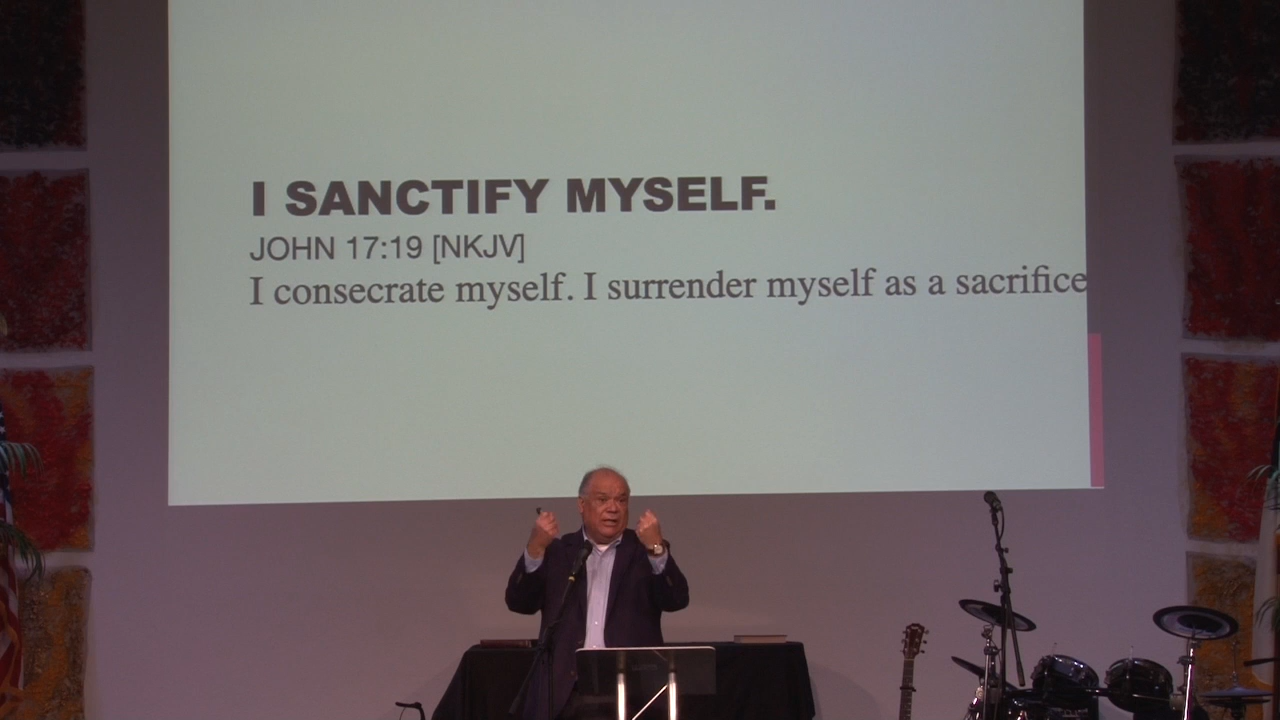 I SANCTIFY MYSELF.
JOHN 17:19 [NKJV]
I consecrate myself. I surrender myself as a sacrifice